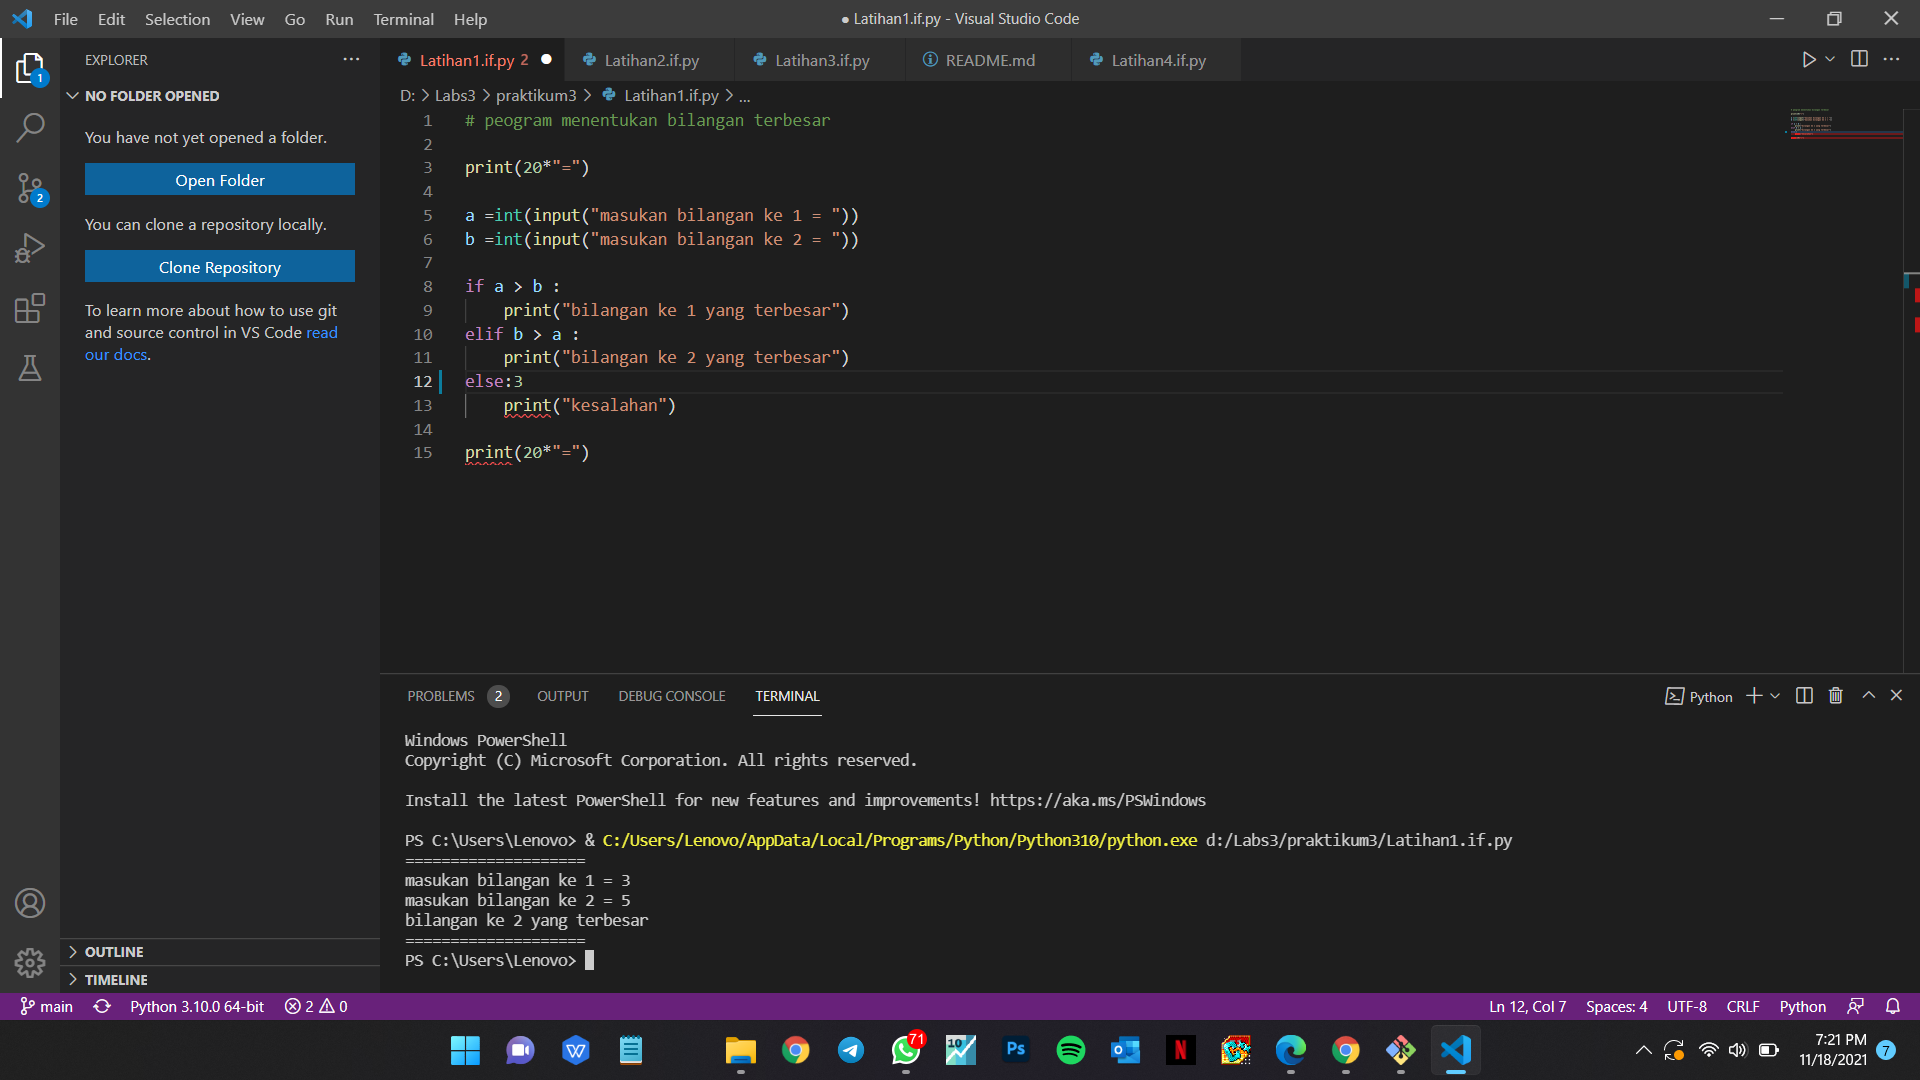 File Edit Selection View Go Run Terminal Help
● Latihan1.if.py - Visual Studio Code
EXPLORER
Latihan1.if.py 2 Latihan2.if.py Latihan3.if.py README.md Latihan4.if.py
NO FOLDER OPENED
You have not yet opened a folder.
Open Folder
You can clone a repository locally.
Clone Repository
To learn more about how to use git
and source control in VS Code read
our docs.
1
2
D: > Labs3 > praktikum3 > Latihan1.if.py > ...
1 # peogram menentukan bilangan terbesar
2
3 print(20*"=")
4
5 a =int(input("masukan bilangan ke 1 = "))
6 b =int(input("masukan bilangan ke 2 = "))
7
8 if a > b :
9     print("bilangan ke 1 yang terbesar")
10 elif b > a :
11     print("bilangan ke 2 yang terbesar")
12 else:3
13     print("kesalahan")
14
15 print(20*"=")
PROBLEMS 2 OUTPUT DEBUG CONSOLE TERMINAL
Python
Windows PowerShell
Copyright (C) Microsoft Corporation. All rights reserved.
Install the latest PowerShell for new features and improvements! https://aka.ms/PSWindows
PS C:\Users\Lenovo> & C:/Users/Lenovo/AppData/Local/Programs/Python/Python310/python.exe d:/Labs3/praktikum3/Latihan1.if.py
====================
masukan bilangan ke 1 = 3
masukan bilangan ke 2 = 5
bilangan ke 2 yang terbesar
====================
PS C:\Users\Lenovo>
OUTLINE
TIMELINE
main Python 3.10.0 64-bit 2 0
Ln 12, Col 7 Spaces: 4 UTF-8 CRLF Python
71
10
Ps
N
7:21 PM
11/18/2021
7